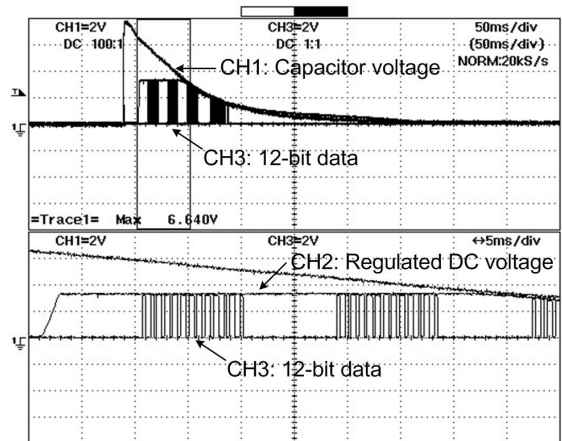 CH1=2V CH3=2V 50ms/div
DC 100:1 DC 1:1 (50ms/div)
NORM:20kS/s
CH1: Capacitor voltage
CH3: 12-bit data
=Trace1= Max 6.640V
CH1=2V CH3=2V ↔5ms/div
CH2: Regulated DC voltage
CH3: 12-bit data